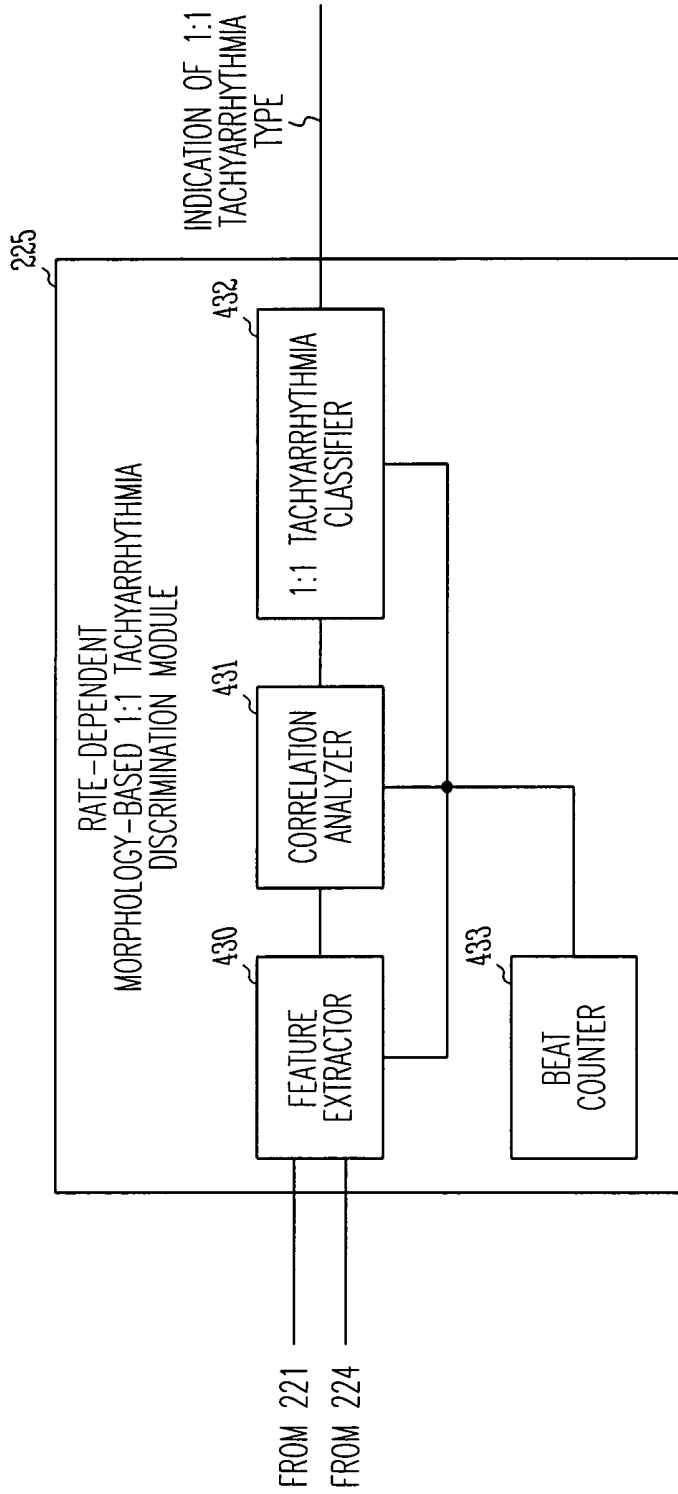 225
RATE-DEPENDENT
MORPHOLOGY-BASED 1:1 TACHYARRHYTHMIA
DISCRIMINATION MODULE
INDICATION OF 1:1
TACHYARRHYTHMIA
TYPE
430
FEATURE
EXTRACTOR
431
CORRELATION
ANALYZER
432
1:1 TACHYARRHYTHMIA
CLASSIFIER
FROM 221
FROM 224
433
BEAT
COUNTER